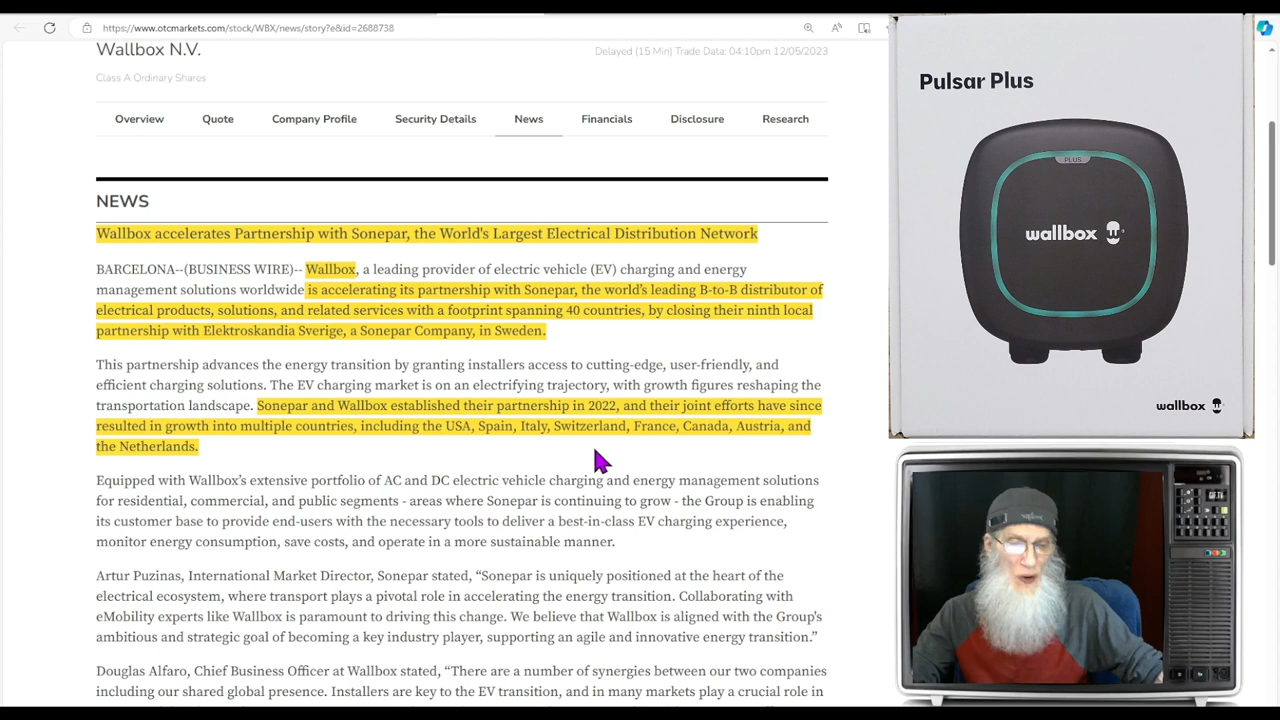 https://www.otcmarkets.com/stock/WBX/news/story?e&id=2688738
Wallbox N.V.
Delayed (15 Min) Trade Data: 04:10pm 12/05/2023
Class A Ordinary Shares
Overview
Quote
Company Profile
Security Details
News
Financials
Disclosure
Research
NEWS
Wallbox accelerates Partnership with Sonepar, the World's Largest Electrical Distribution Network
BARCELONA--(BUSINESS WIRE)-- Wallbox, a leading provider of electric vehicle (EV) charging and energy
management solutions worldwide is accelerating its partnership with Sonepar, the world's leading B-to-B distributor of
electrical products, solutions, and related services with a footprint spanning 40 countries, by closing their ninth local
partnership with Elektroskandia Sverige, a Sonepar Company, in Sweden.
This partnership advances the energy transition by granting installers access to cutting-edge, user-friendly, and
efficient charging solutions. The EV charging market is on an electrifying trajectory, with growth figures reshaping the
transportation landscape. Sonepar and Wallbox established their partnership in 2022, and their joint efforts have since
resulted in growth into multiple countries, including the USA, Spain, Italy, Switzerland, France, Canada, Austria, and
the Netherlands.
Equipped with Wallbox's extensive portfolio of AC and DC electric vehicle charging and energy management solutions
for residential, commercial, and public segments - areas where Sonepar is continuing to grow - the Group is enabling
its customer base to provide end-users with the necessary tools to deliver a best-in-class EV charging experience,
monitor energy consumption, save costs, and operate in a more sustainable manner.
Artur Puzinas, International Market Director, Sonepar stated, “Sonepar is uniquely positioned at the heart of the
electrical ecosystem, where transport plays a pivotal role in accelerating the energy transition. Collaborating with
eMobility experts like Wallbox is paramount to driving this change. We believe that Wallbox is aligned with the Group's
ambitious and strategic goal of becoming a key industry player, supporting an agile and innovative energy transition.”
Douglas Alfaro, Chief Business Officer at Wallbox stated, “There are a number of synergies between our two companies
including our shared global presence. Installers are key to the EV transition, and in many markets play a crucial role in
Pulsar Plus
PLUS
wallbox
wallbox